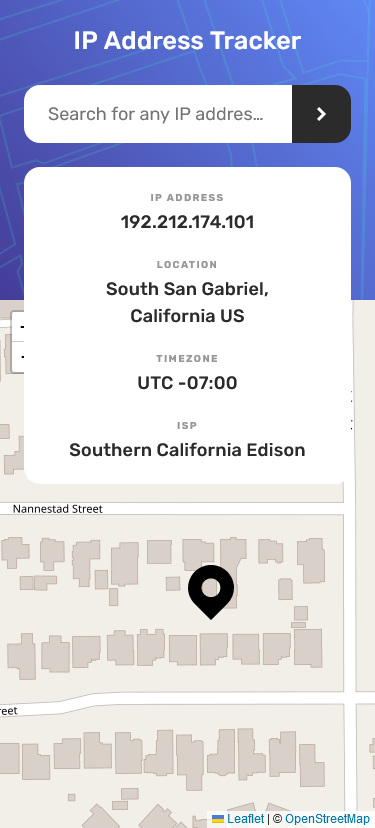 IP Address Tracker
Search for any IP addres…
IP ADDRESS
192.212.174.101
LOCATION
South San Gabriel,
California US
TIMEZONE
UTC -07:00
ISP
Southern California Edison
Nannestad Street
reet
Leaflet | © OpenStreetMap